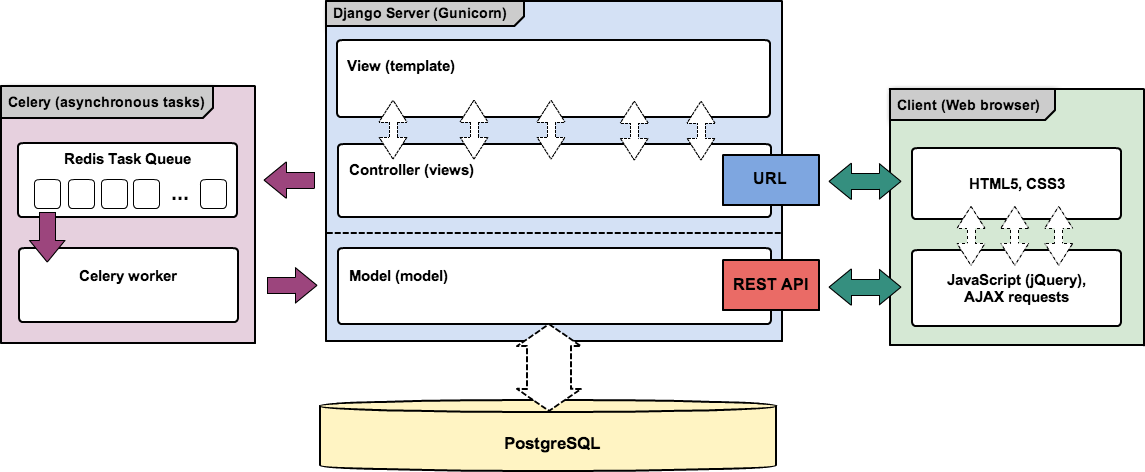 Django Server (Gunicorn)
View (template)
Celery (asynchronous tasks)
Client (Web browser)
Redis Task Queue
...
Controller (views)
URL
HTML5, CSS3
Celery worker
Model (model)
REST API
JavaScript (jQuery),
AJAX requests
PostgreSQL